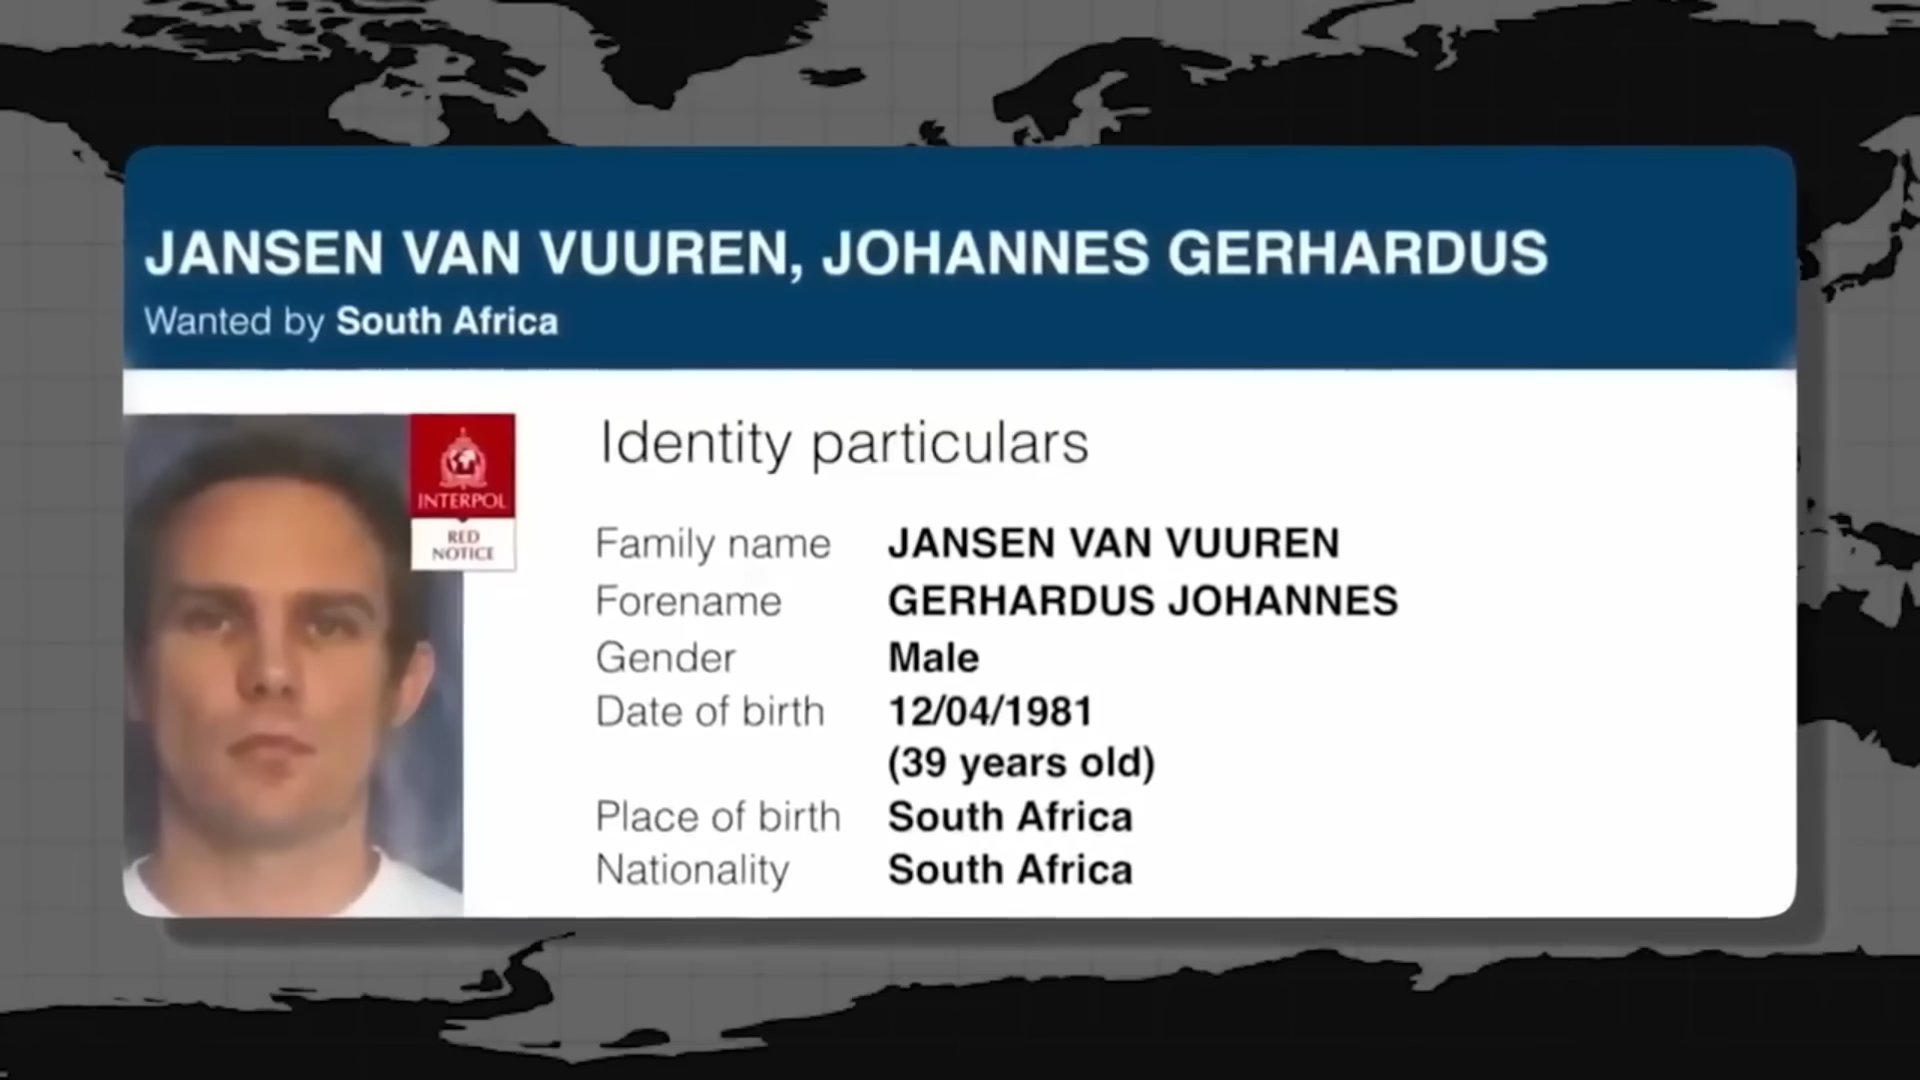 JANSEN VAN VUUREN, JOHANNES GERHARDUS
Wanted by South Africa
INTERPOL
RED
NOTICE
Identity particulars
Family name JANSEN VAN VUUREN
Forename GERHARDUS JOHANNES
Gender Male
Date of birth 12/04/1981
(39 years old)
Place of birth South Africa
Nationality South Africa